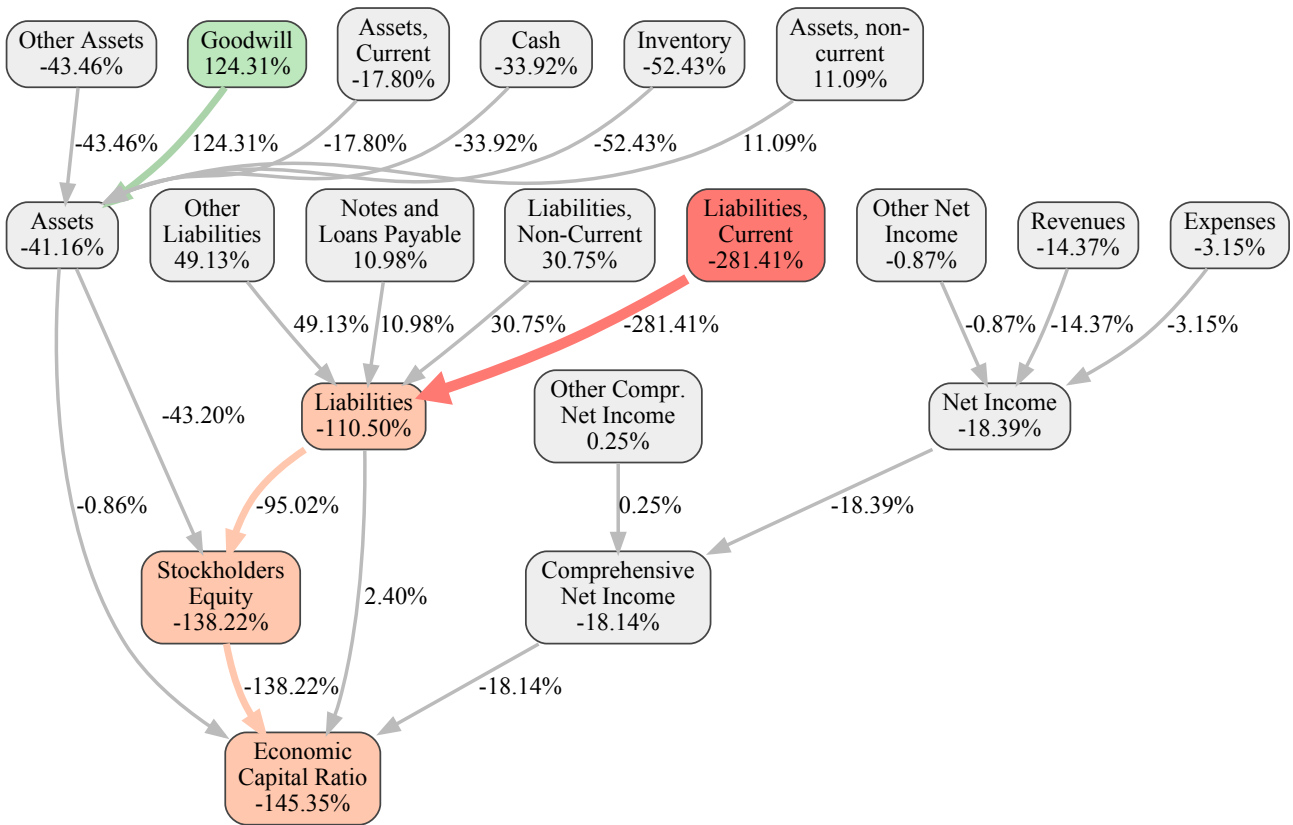 Other Assets
-43.46%
Goodwill
124.31%
Assets,
Current
-17.80%
Cash
-33.92%
Inventory
-52.43%
Assets, non-
current
11.09%
-43.46%
124.31%
-17.80%
-33.92%
-52.43%
11.09%
Assets
-41.16%
Other
Liabilities
49.13%
Notes and
Loans Payable
10.98%
Liabilities,
Non-Current
30.75%
Liabilities,
Current
-281.41%
Other Net
Income
-0.87%
Revenues
-14.37%
Expenses
-3.15%
49.13%
10.98%
30.75%
-281.41%
-0.87%
-14.37%
-3.15%
Liabilities
-110.50%
Other Compr.
Net Income
0.25%
Net Income
-18.39%
-43.20%
-0.86%
-95.02%
0.25%
-18.39%
Stockholders
Equity
-138.22%
2.40%
Comprehensive
Net Income
-18.14%
-138.22%
-18.14%
Economic
Capital Ratio
-145.35%